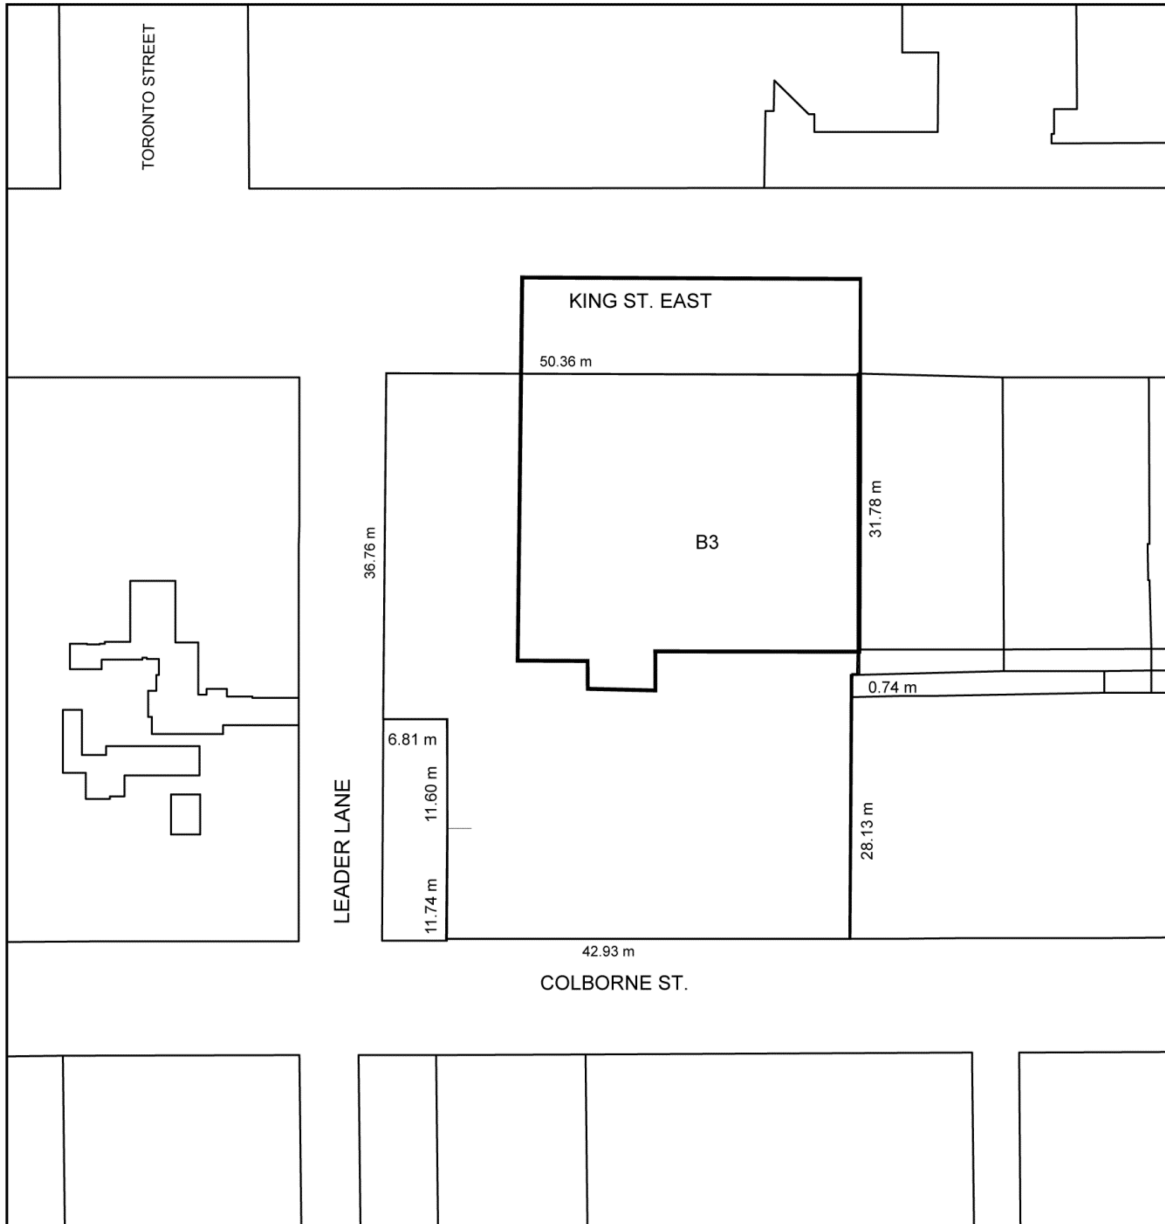 TORONTO STREET
KING ST. EAST
50.36 m
31.78 m
36.76 m
B3
0.74 m
6.81 m
11.60 m
LEADER LANE
28.13 m
11.74 m
42.93 m
COLBORNE ST.